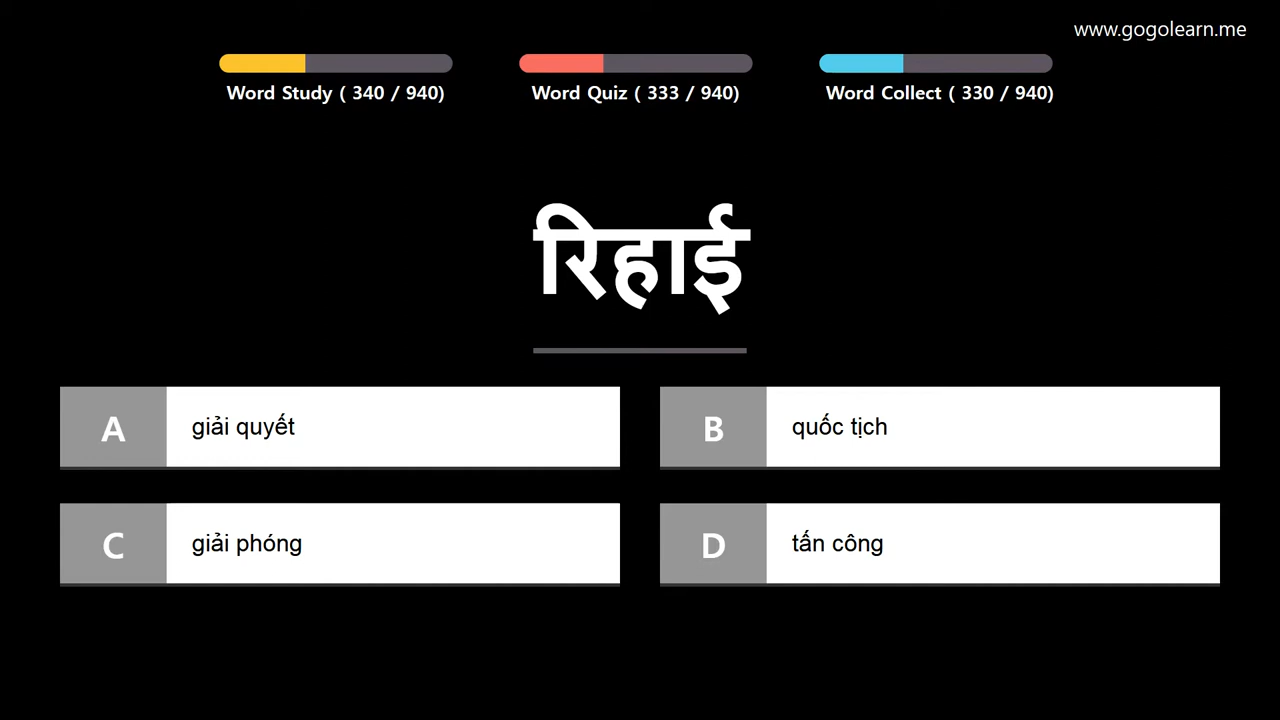 www.gogolearn.me
Word Study ( 340 / 940)
Word Quiz ( 333 / 940)
Word Collect ( 330 / 940)
रिहाई
A giải quyết
B quốc tịch
C giải phóng
D tấn công